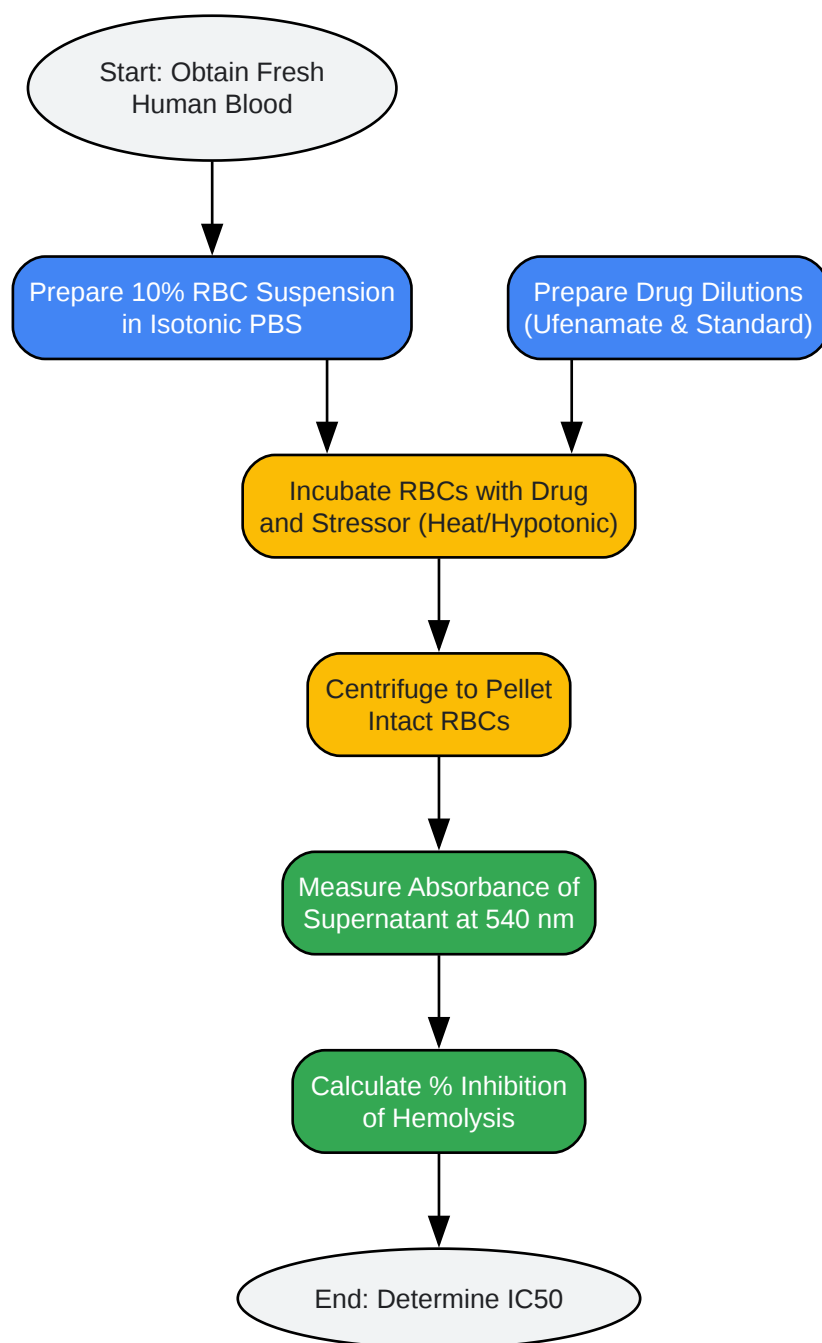 Start: Obtain Fresh
Human Blood
Prepare 10% RBC Suspension
in Isotonic PBS
Prepare Drug Dilutions
(Ufenamate & Standard)
Incubate RBCs with Drug
and Stressor (Heat/Hypotonic)
Centrifuge to Pellet
Intact RBCs
Measure Absorbance of
Supernatant at 540 nm
Calculate % Inhibition
of Hemolysis
End: Determine IC50